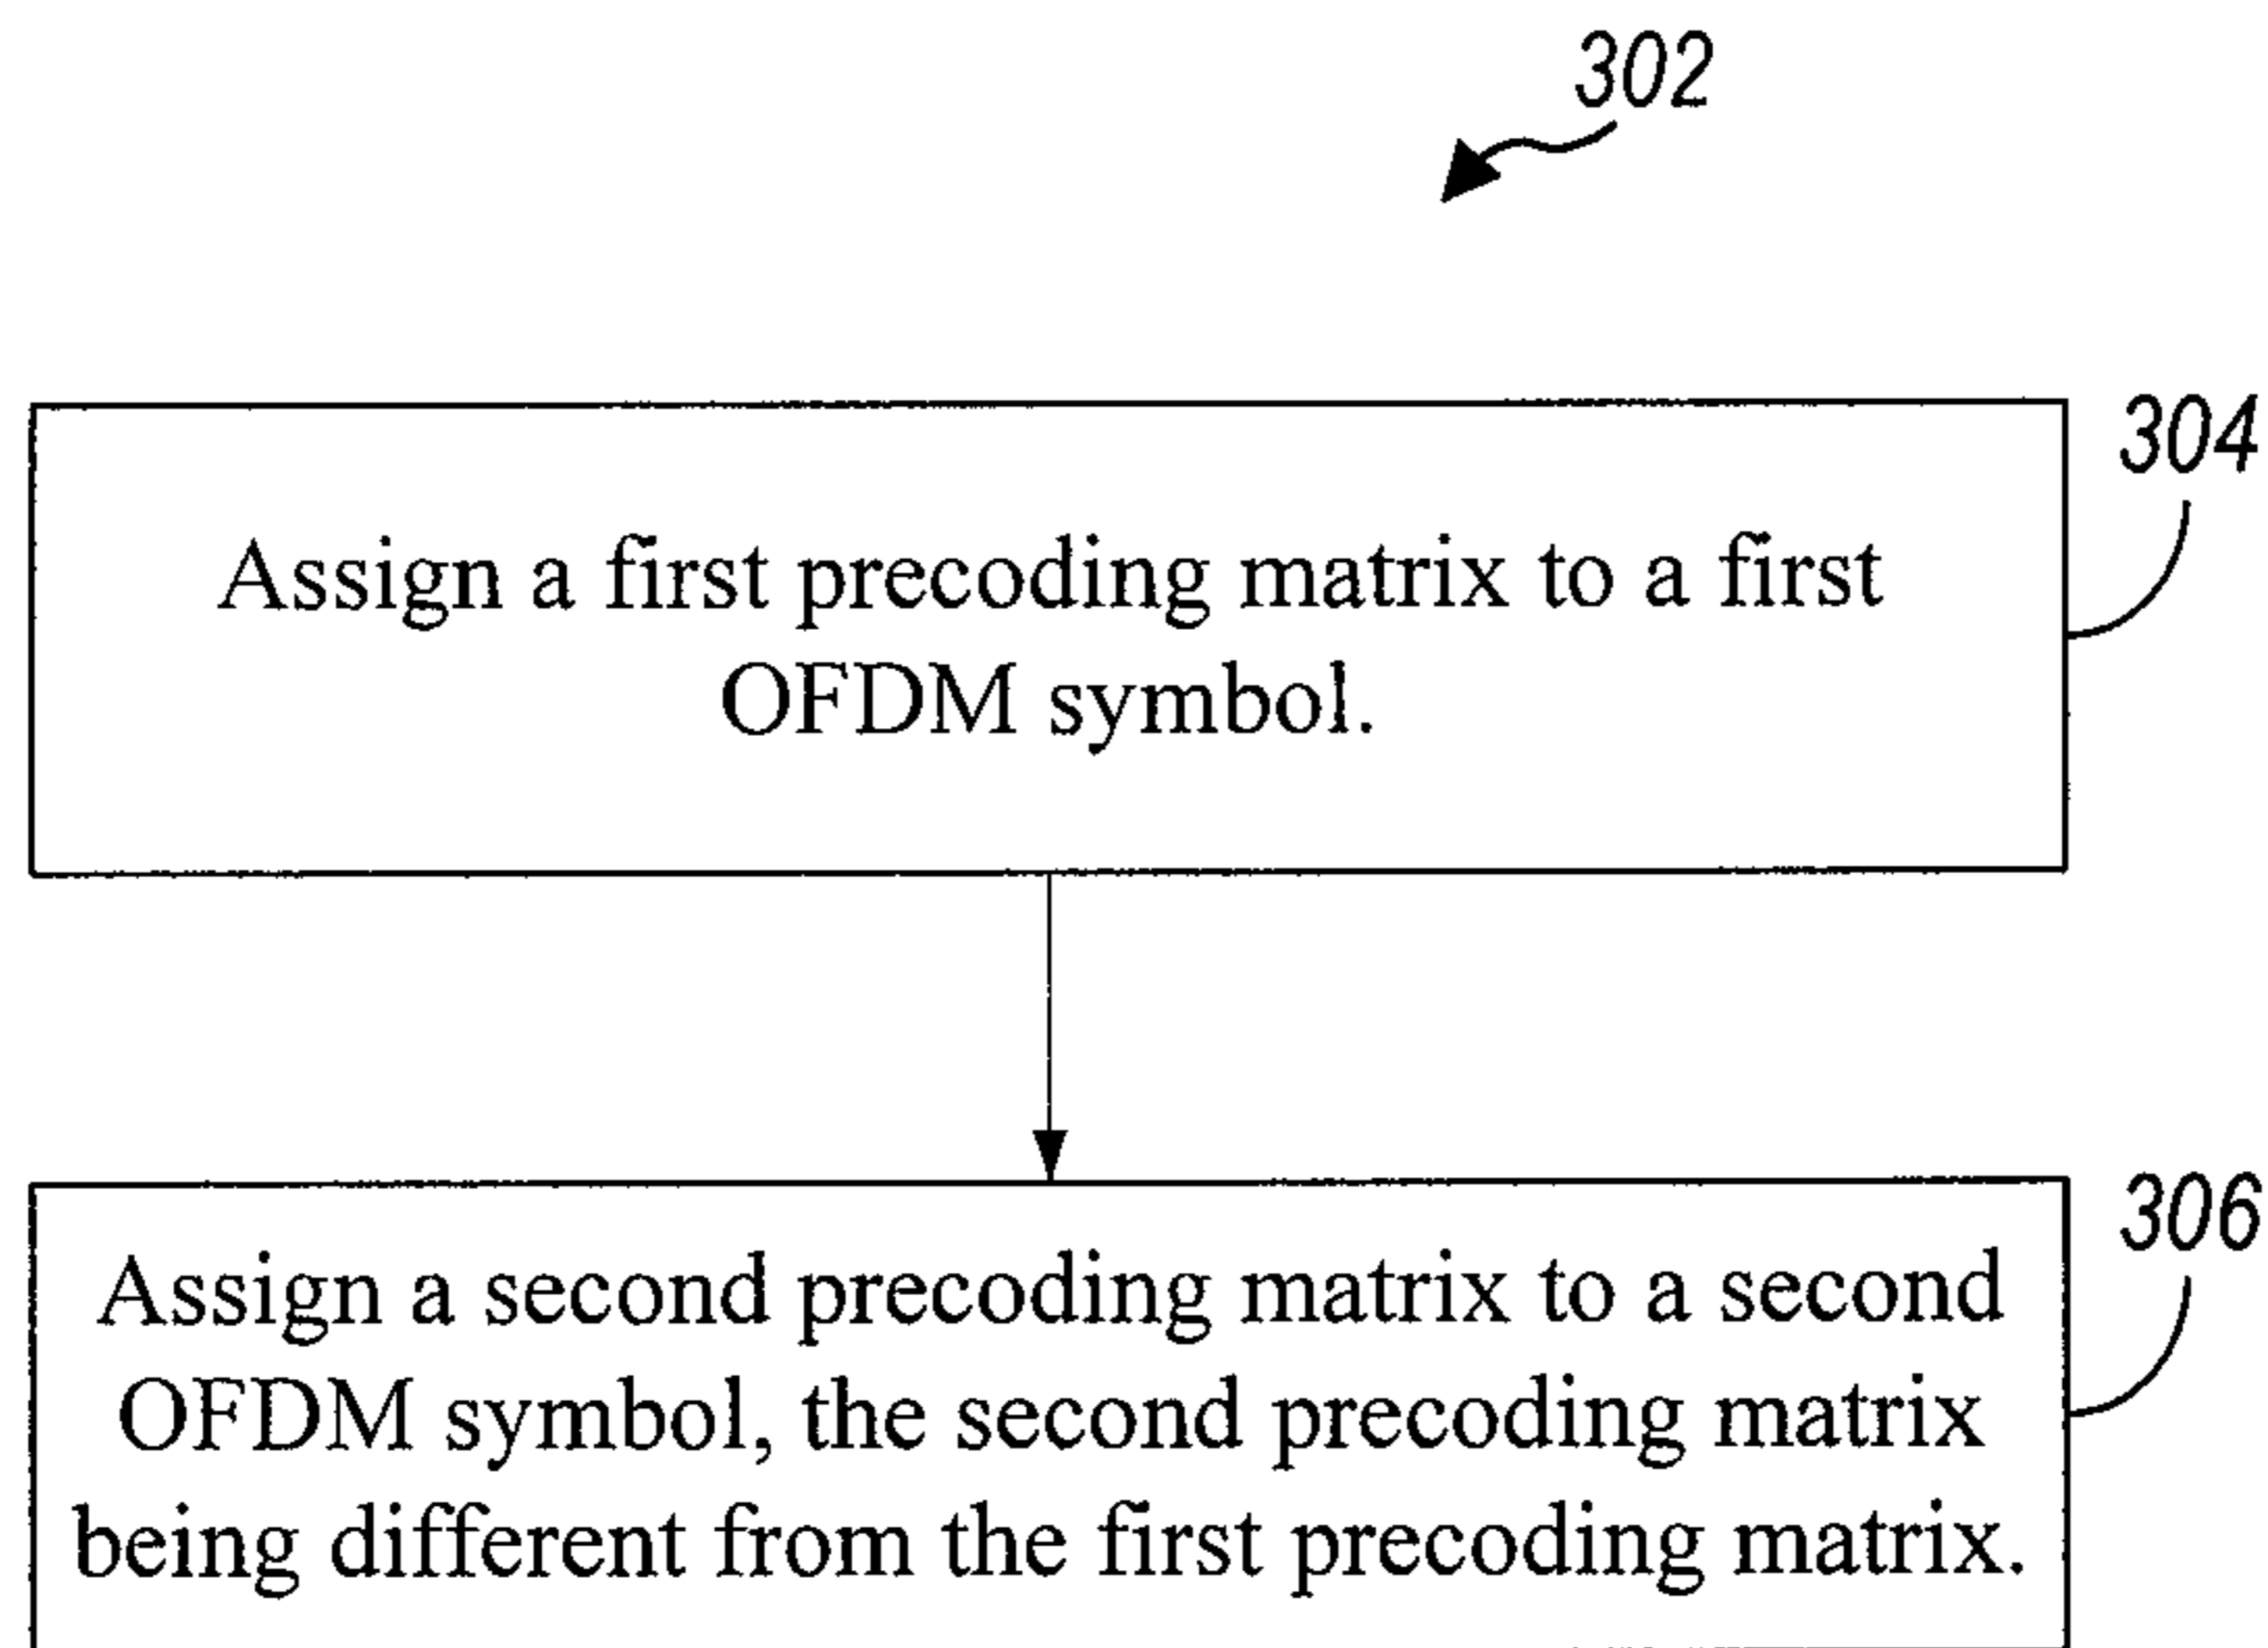 302
304
Assign a first precoding matrix to a first
OFDM symbol.
306
Assign a second precoding matrix to a second
OFDM symbol, the second precoding matrix
being different from the first precoding matrix.